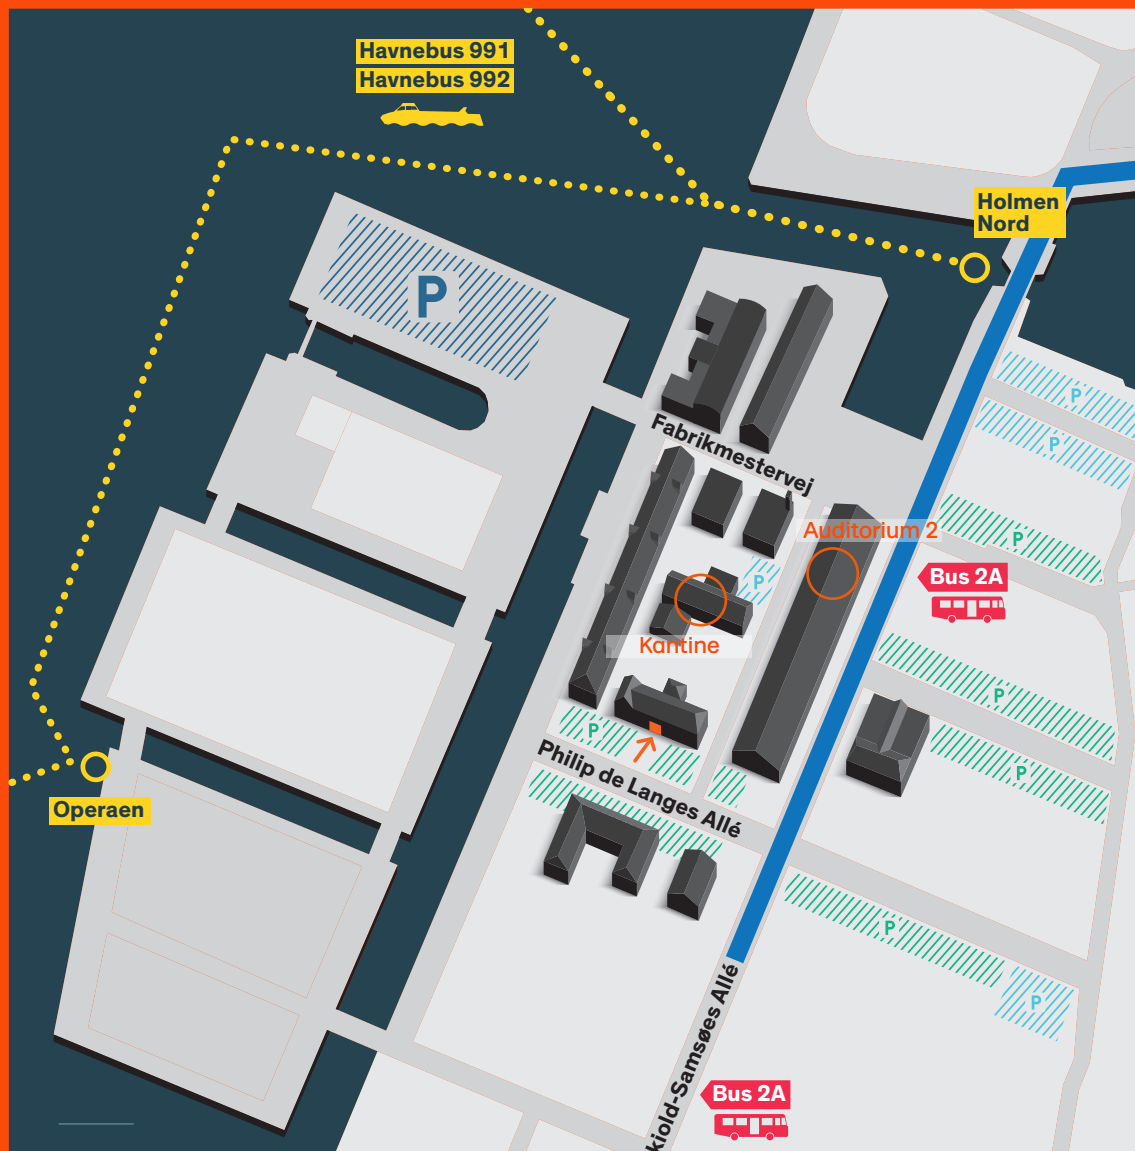 Havnebus 991
Havnebus 992
Holmen
Nord
P
P
P
Fabrikmestervej
P
Auditorium 2
P
Bus 2A
Kantine
P
P
P
Philip de Langes Allé
P
Operaen
P
P
kiold-Samsøes Allé
Bus 2A